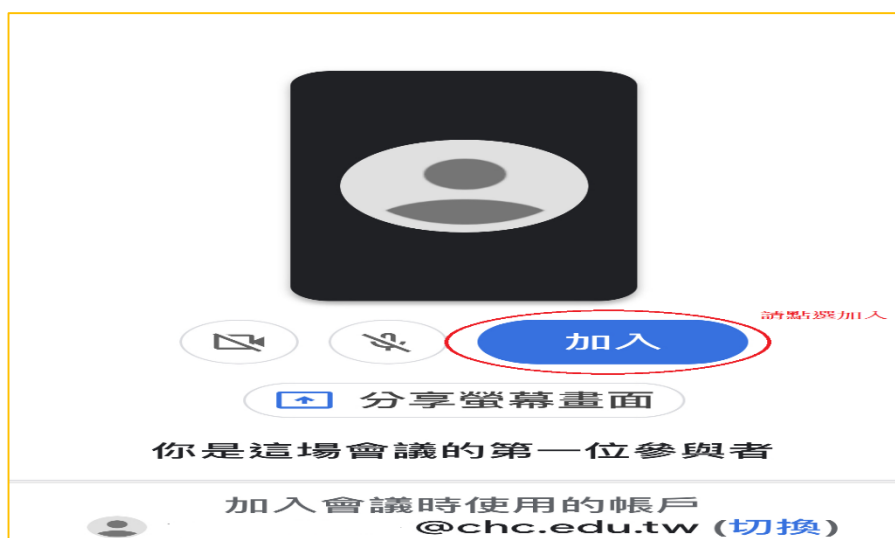 請點選加入
加入
分享螢幕畫面
你是這場會議的第一位參與者
加入會議時使用的帳戶
@chc.edu.tw (切換)